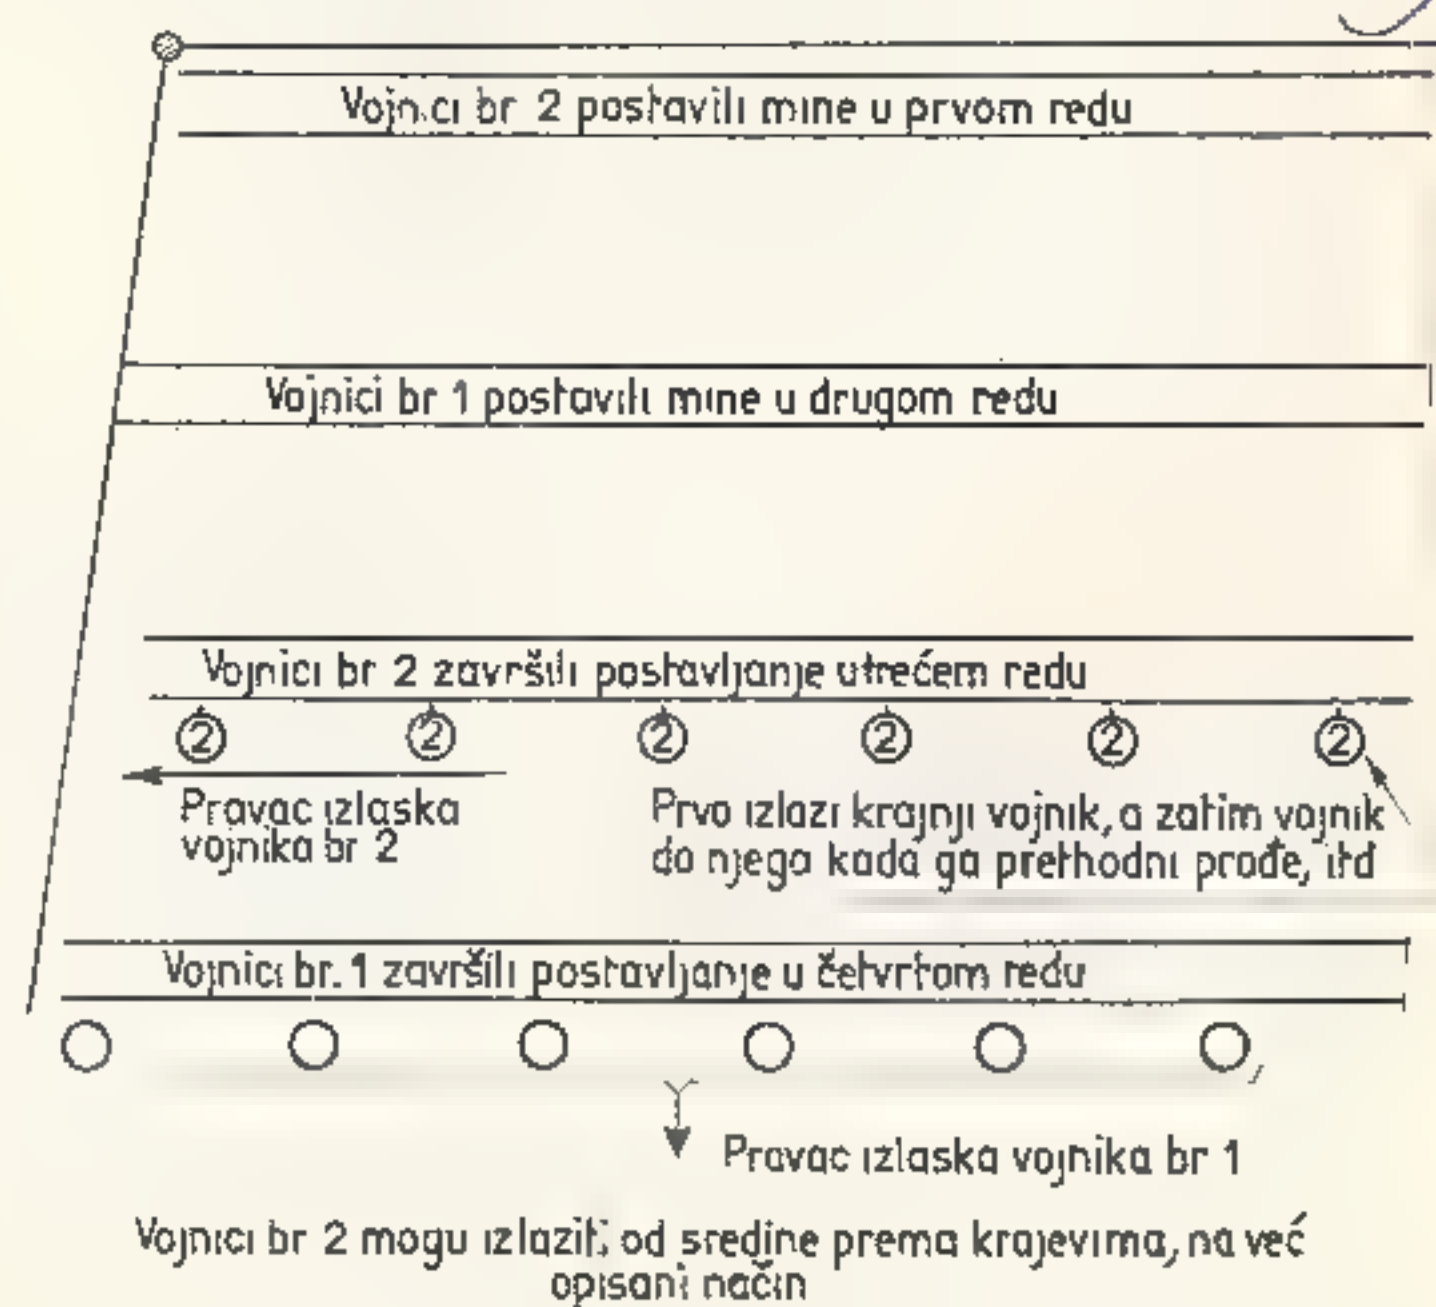 Vojnici br 2 postavili mine u prvom redu
Vojnici br 1 postavili mine u drugom redu
Vojnici br 2 završili postavljanje u trećem redu
2 2 2 2 2 2
Pravac izlaska
vojnika br 2
Prvo izlazi krajnji vojnik, a zatim vojnik
do njega kada ga prethodni prođe, itd
Vojnici br. 1 završili postavljanje u četvrtom redu
Pravac izlaska vojnika br 1
Vojnici br 2 mogu izlaziti od sredine prema krajevima, na već
opisani način